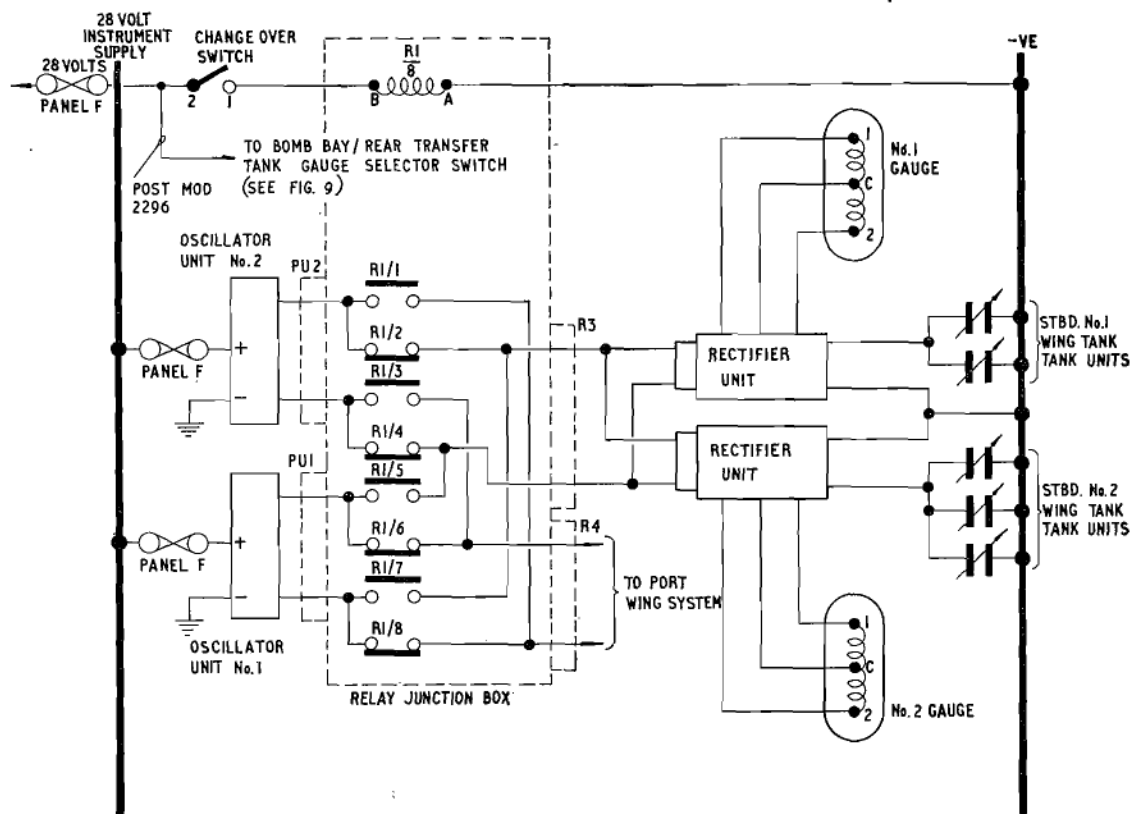 28 VOLT
INSTRUMENT
SUPPLY
CHANGE OVER
SWITCH
-VE
28 VOLTS
PANEL F
2
1
R1
8
B
A
TO BOMB BAY/REAR TRANSFER
TANK GAUGE SELECTOR SWITCH
(SEE FIG. 9)
POST MOD
2296
1
C
2
No.1
GAUGE
OSCILLATOR
UNIT No.2
PU2
R1/1
R1/2
R3
+
-
PANEL F
R1/3
R1/4
RECTIFIER
UNIT
STBD. No.1
WING TANK
TANK UNITS
PU1
R1/5
R1/6
R4
RECTIFIER
UNIT
STBD. No.2
WING TANK
TANK UNITS
+
-
PANEL F
R1/7
R1/8
TO PORT
WING SYSTEM
OSCILLATOR
UNIT No.1
RELAY JUNCTION BOX
1
C
2
No.2 GAUGE